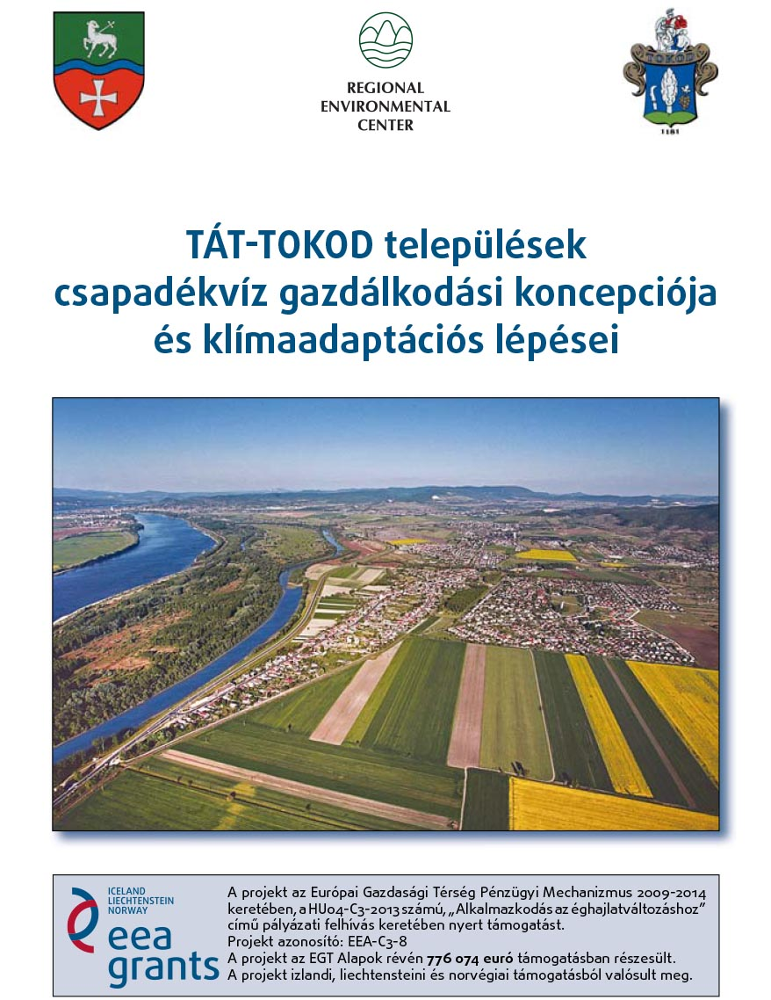 REGIONAL
ENVIRONMENTAL
CENTER
TOKOD
1181
TÁT-TOKOD települések
csapadékvíz gazdálkodási koncepciója
és klímaadaptációs lépései
ICELAND
LIECHTENSTEIN
NORWAY
eea
grants
A projekt az Európai Gazdasági Térség Pénzügyi Mechanizmus 2009-2014
keretében, a HU04-C3-2013 számú, „Alkalmazkodás az éghajlatváltozáshoz”
című pályázati felhívás keretében nyert támogatást.
Projekt azonosító: EEA-C3-8
A projekt az EGT Alapok révén 776 074 euró támogatásban részesült.
A projekt izlandi, liechtensteini és norvégiai támogatásból valósult meg.